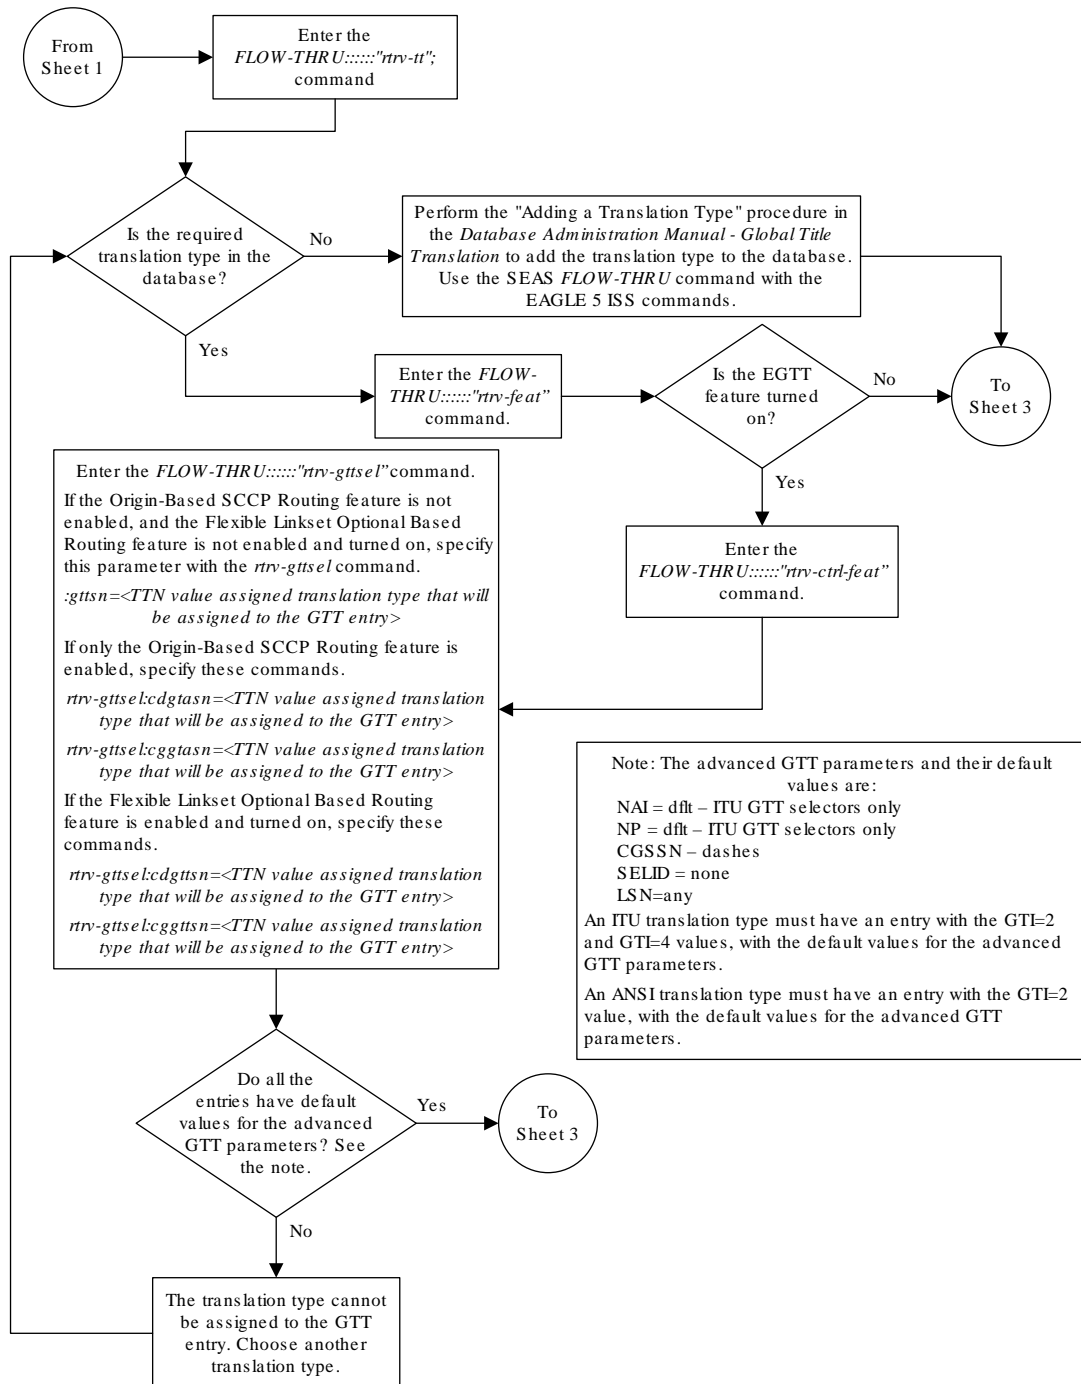 From
Sheet 1
Enter the
FLOW-THRU::::::"rtrv-tt";
command
Is the required
translation type in the
database?
No
Perform the "Adding a Translation Type" procedure in
the Database Administration Manual - Global Title
Translation to add the translation type to the database.
Use the SEAS FLOW-THRU command with the
EAGLE 5 ISS commands.
Yes
Enter the FLOW-
THRU::::::"rtrv-feat”
command.
Is the EGTT
feature turned
on?
No
To
Sheet 3
Yes
Enter the
FLOW-THRU::::::"rtrv-ctrl-feat”
command.
Enter the FLOW-THRU::::::"rtrv-gttsel” command.
If the Origin-Based SCCP Routing feature is not
enabled, and the Flexible Linkset Optional Based
Routing feature is not enabled and turned on, specify
this parameter with the rtrv-gttsel command.
:gttsn=<TTN value assigned translation type that will
be assigned to the GTT entry>
If only the Origin-Based SCCP Routing feature is
enabled, specify these commands.
rtrv-gttsel:cdgtasn=<TTN value assigned translation
type that will be assigned to the GTT entry>
rtrv-gttsel:cggtasn=<TTN value assigned translation
type that will be assigned to the GTT entry>
If the Flexible Linkset Optional Based Routing
feature is enabled and turned on, specify these
commands.
rtrv-gttsel:cdgttsn=<TTN value assigned translation
type that will be assigned to the GTT entry>
rtrv-gttsel:cggttsn=<TTN value assigned translation
type that will be assigned to the GTT entry>
Note: The advanced GTT parameters and their default
values are:
NAI = dflt – ITU GTT selectors only
NP = dflt – ITU GTT selectors only
CGSSN – dashes
SELID = none
LSN=any
An ITU translation type must have an entry with the GTI=2
and GTI=4 values, with the default values for the advanced
GTT parameters.
An ANSI translation type must have an entry with the GTI=2
value, with the default values for the advanced GTT
parameters.
Do all the
entries have default
values for the advanced
GTT parameters? See
the note.
Yes
To
Sheet 3
No
The translation type cannot
be assigned to the GTT
entry. Choose another
translation type.